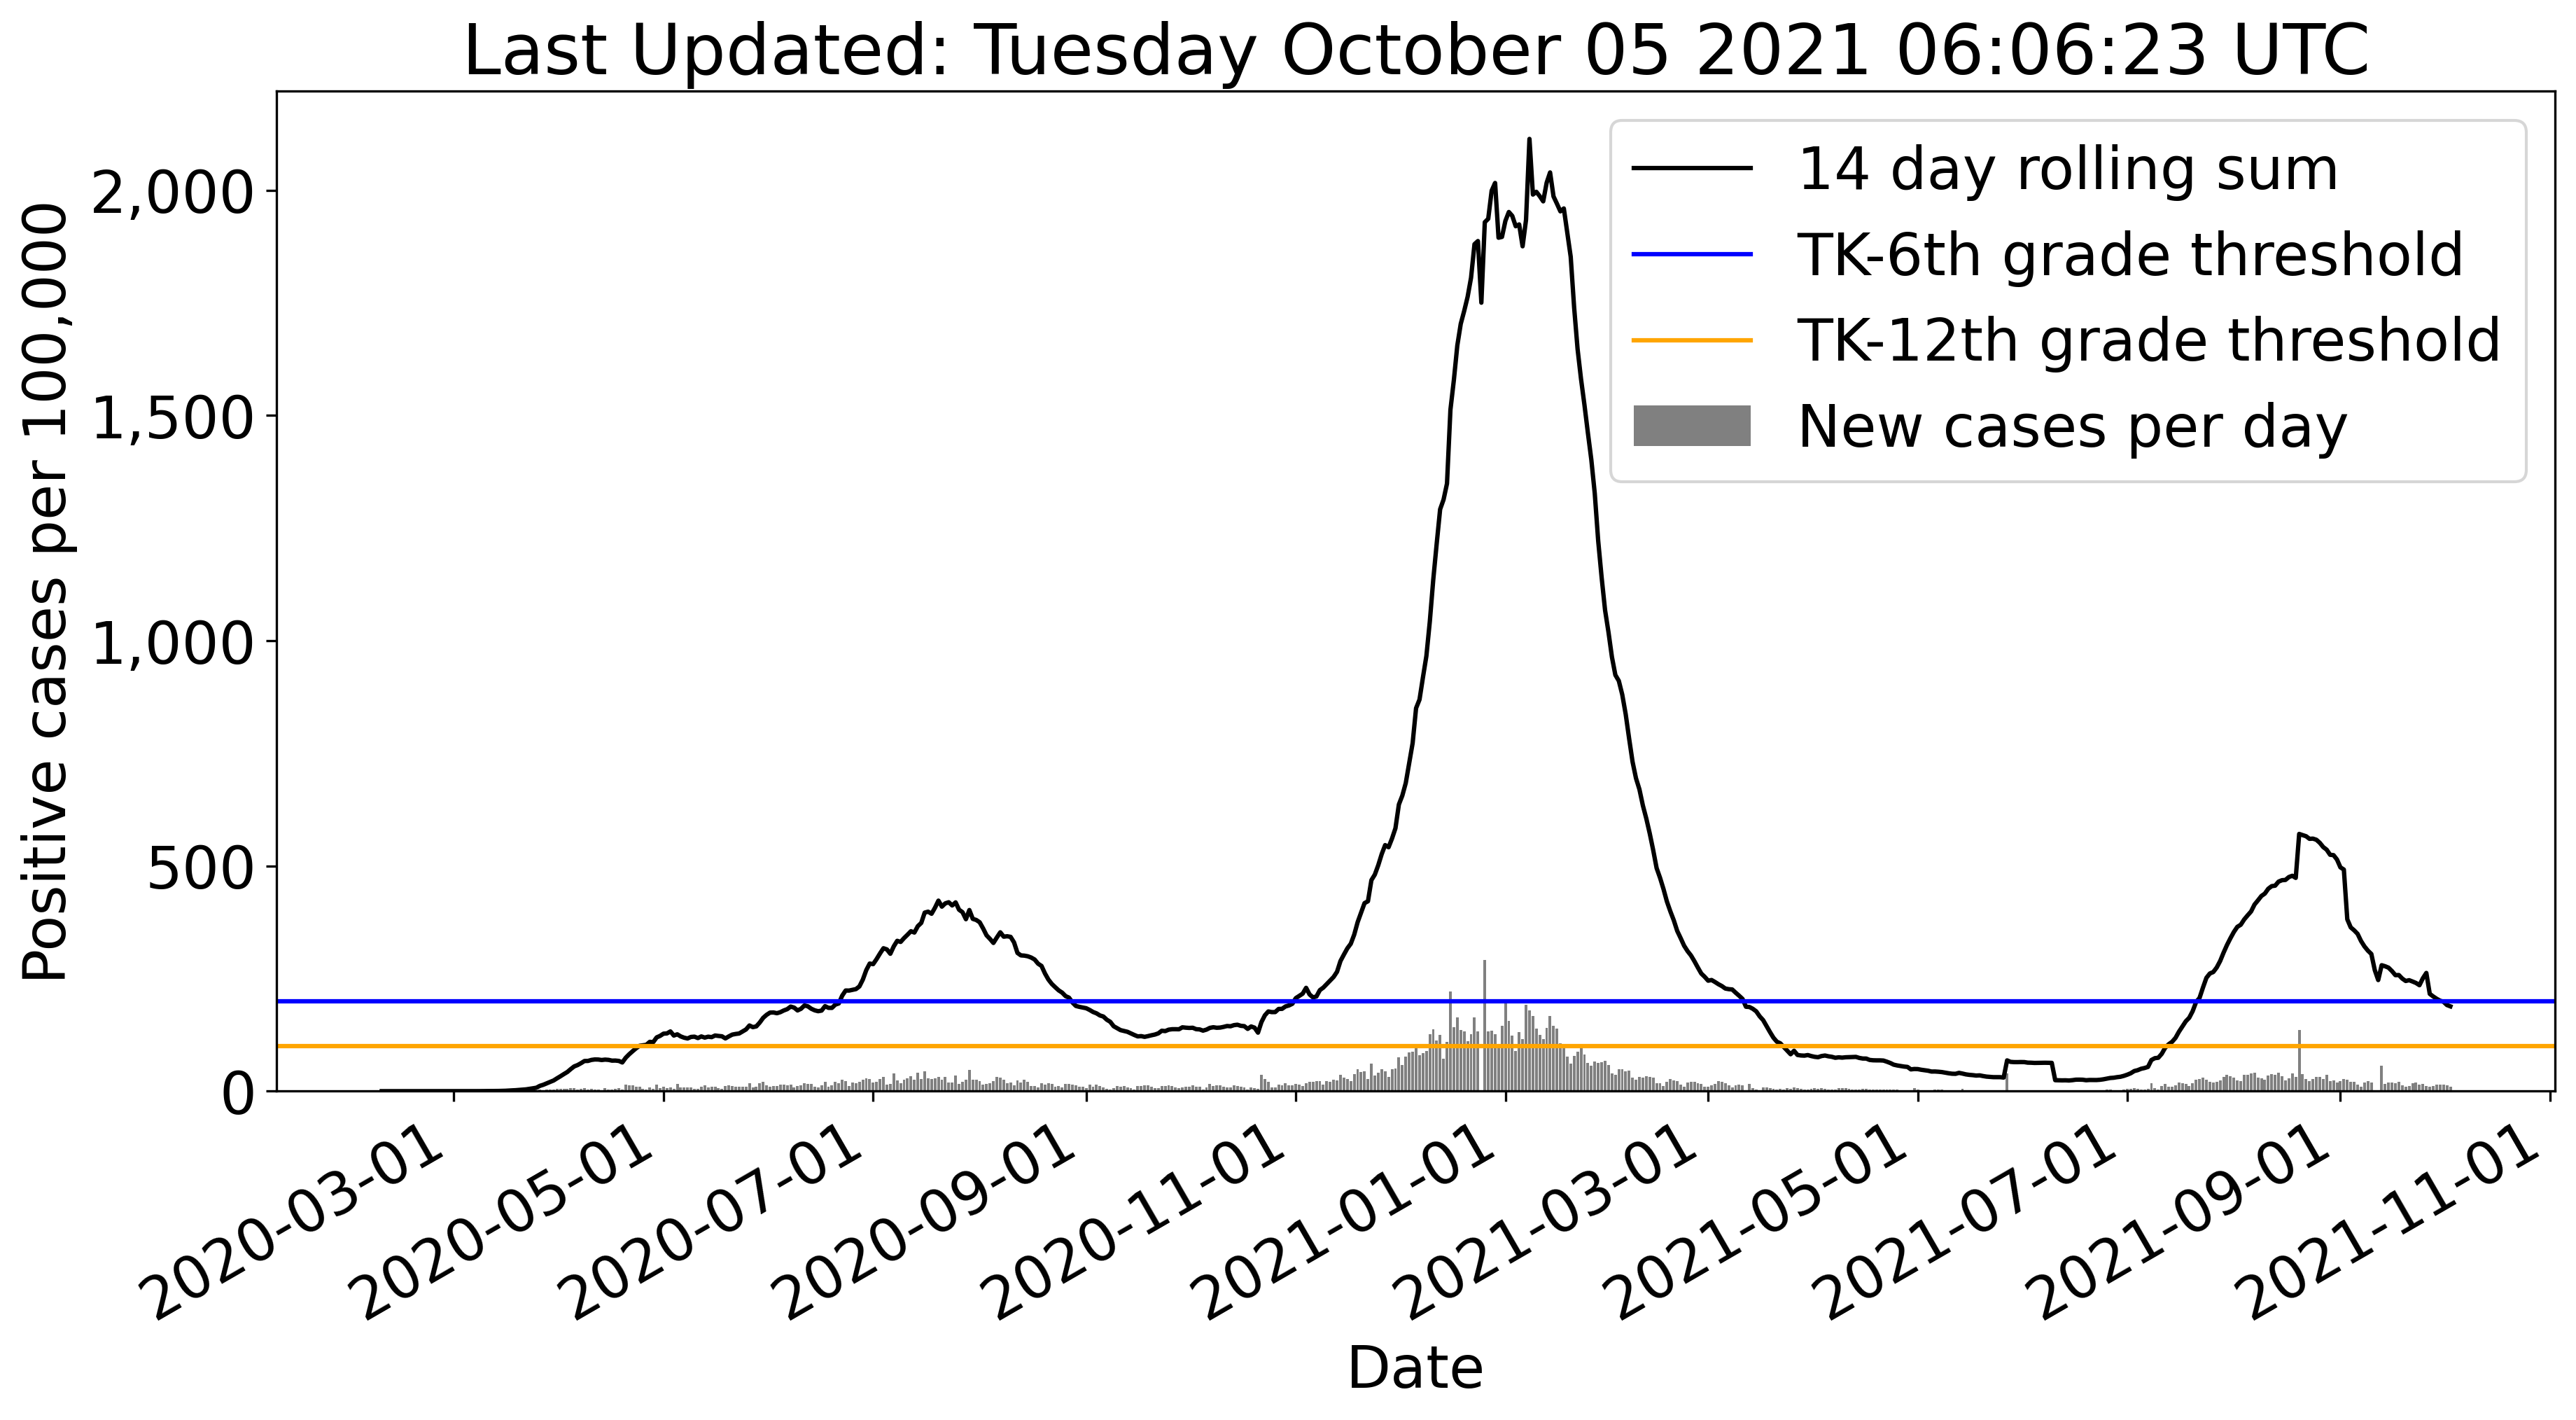 Last Updated: Tuesday October 05 2021 06:06:23 UTC
Positive cases per 100,000
2,000
1,500
1,000
500
0
14 day rolling sum
TK-6th grade threshold
TK-12th grade threshold
New cases per day
2020-03-01
2020-05-01
2020-07-01
2020-09-01
2020-11-01
2021-01-01
2021-03-01
2021-05-01
2021-07-01
2021-09-01
2021-11-01
Date